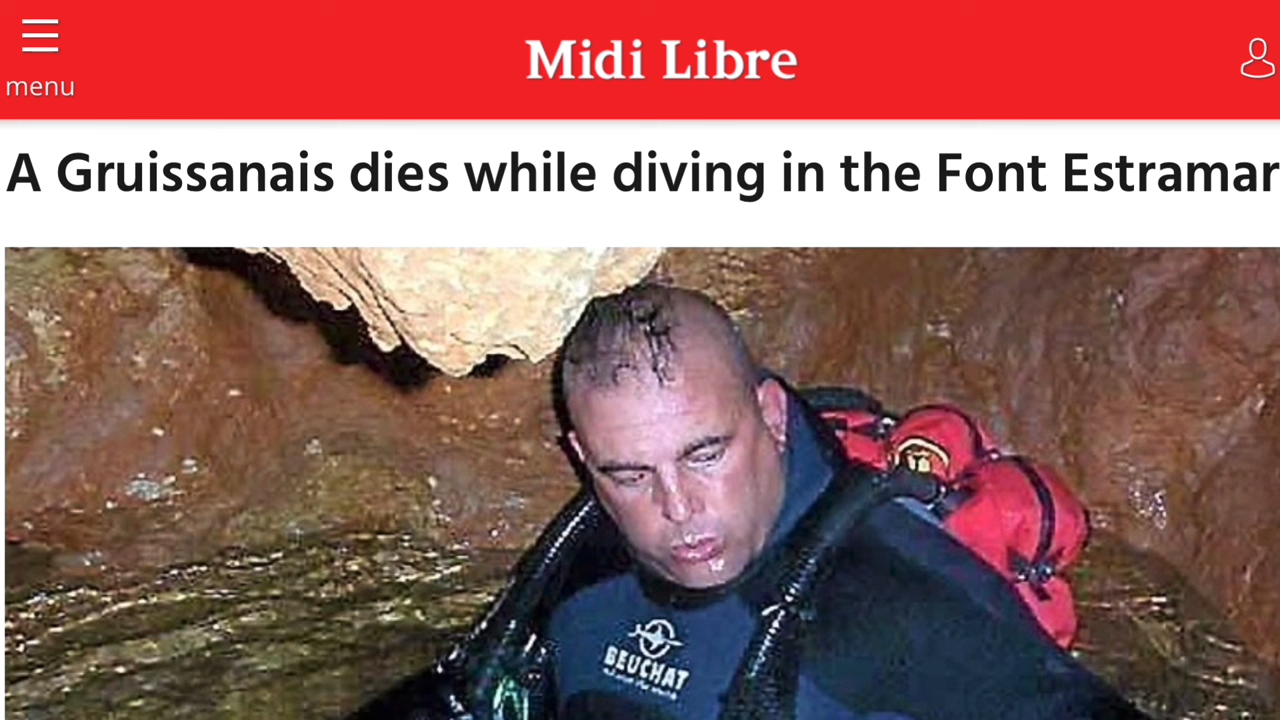 Midi Libre
menu
A Gruissanais dies while diving in the Font Estramar
BEUCHAT